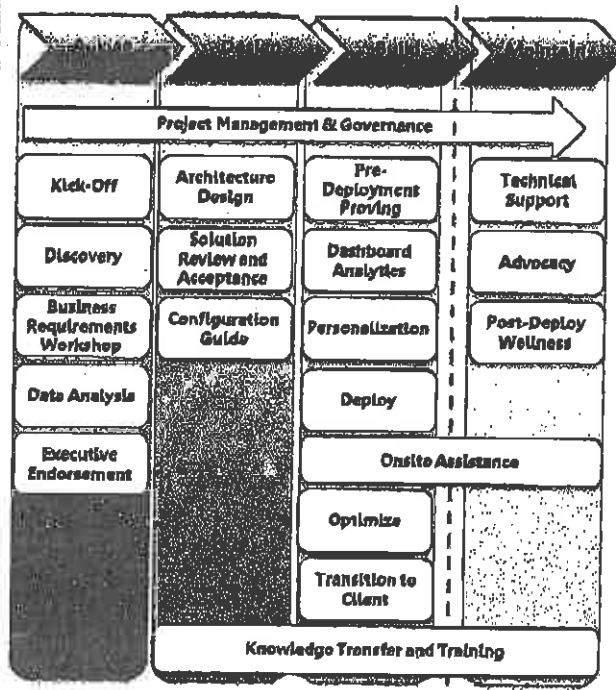 Project Management & Governance
Kick-Off
Discovery
Business
Requirements
Workshop
Data Analysis
Executive
Endorsement
Architecture
Design
Solution
Review and
Acceptance
Configuration
Guide
Pre-
Deployment
Proving
Dashboard
Analytics
Personalization
Deploy
Onsite Assistance
Optimize
Transition to
Client
Technical
Support
Advocacy
Post-Deploy
Wellness
Knowledge Transfer and Training